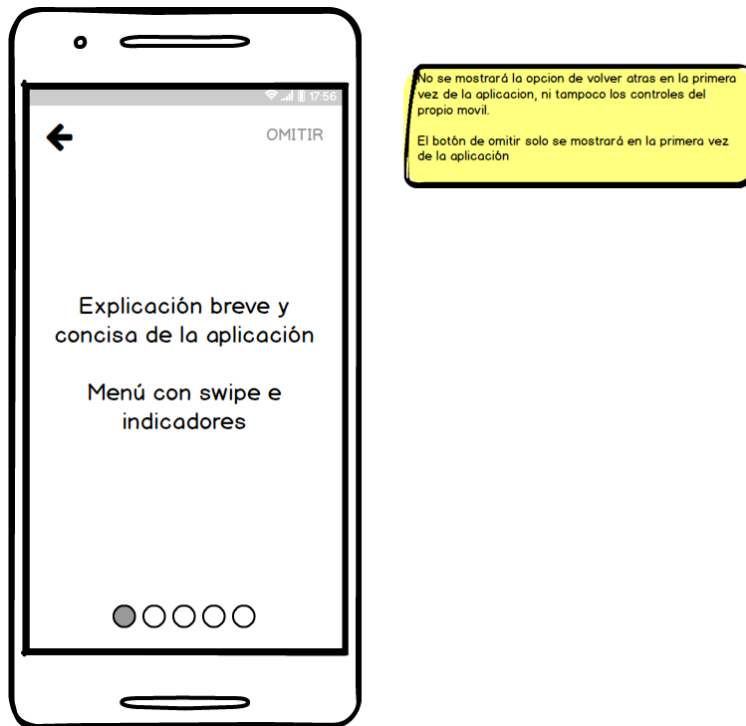 17:56
OMITIR
Explicación breve y
concisa de la aplicación
Menú con swipe e
indicadores
No se mostrará la opcion de volver atras en la primera
vez de la aplicacion, ni tampoco los controles del
propio movil.
El botón de omitir solo se mostrará en la primera vez
de la aplicación